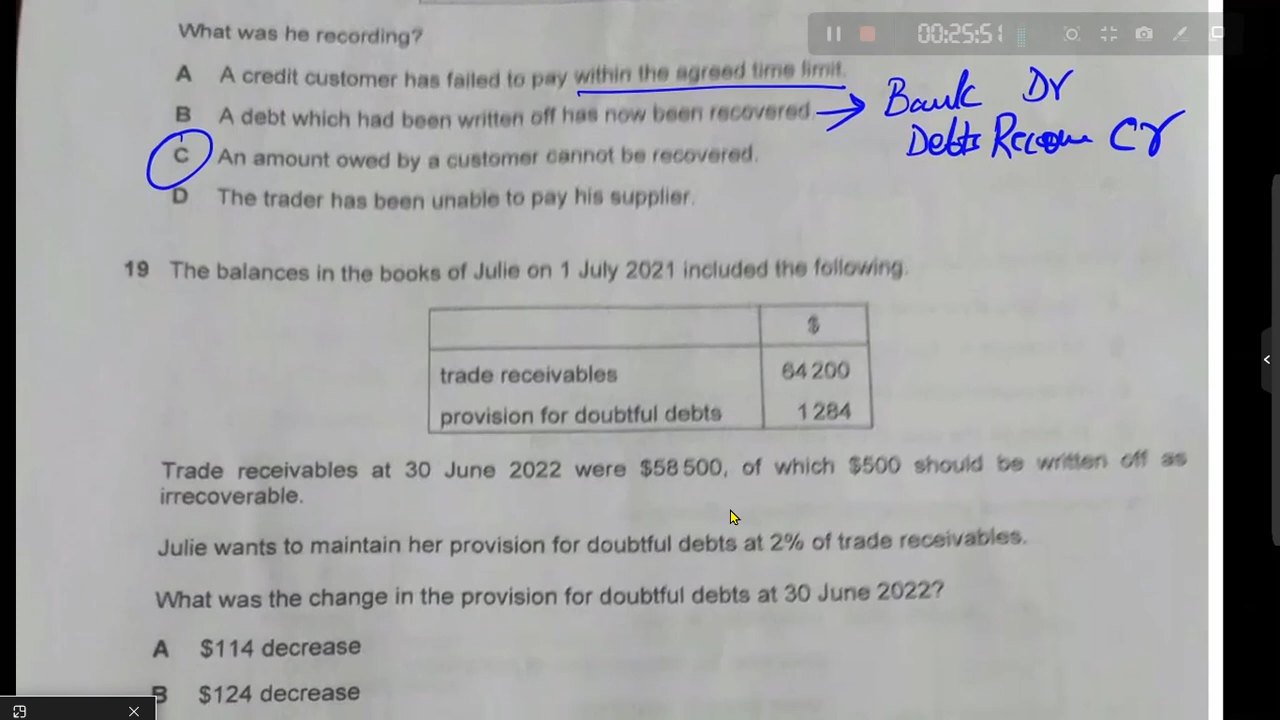 What was he recording?
00:25:51
A A credit customer has failed to pay within the agreed time limit.
B A debt which had been written off has now been recovered.
Bank Dr
Debts Cr
C An amount owed by a customer cannot be recovered.
D The trader has been unable to pay his supplier.
19 The balances in the books of Julie on 1 July 2021 included the following.
$
trade receivables 64 200
provision for doubtful debts 1 284
Trade receivables at 30 June 2022 were $58 500, of which $500 should be written off as
irrecoverable.
Julie wants to maintain her provision for doubtful debts at 2% of trade receivables.
What was the change in the provision for doubtful debts at 30 June 2022?
A $114 decrease
B $124 decrease